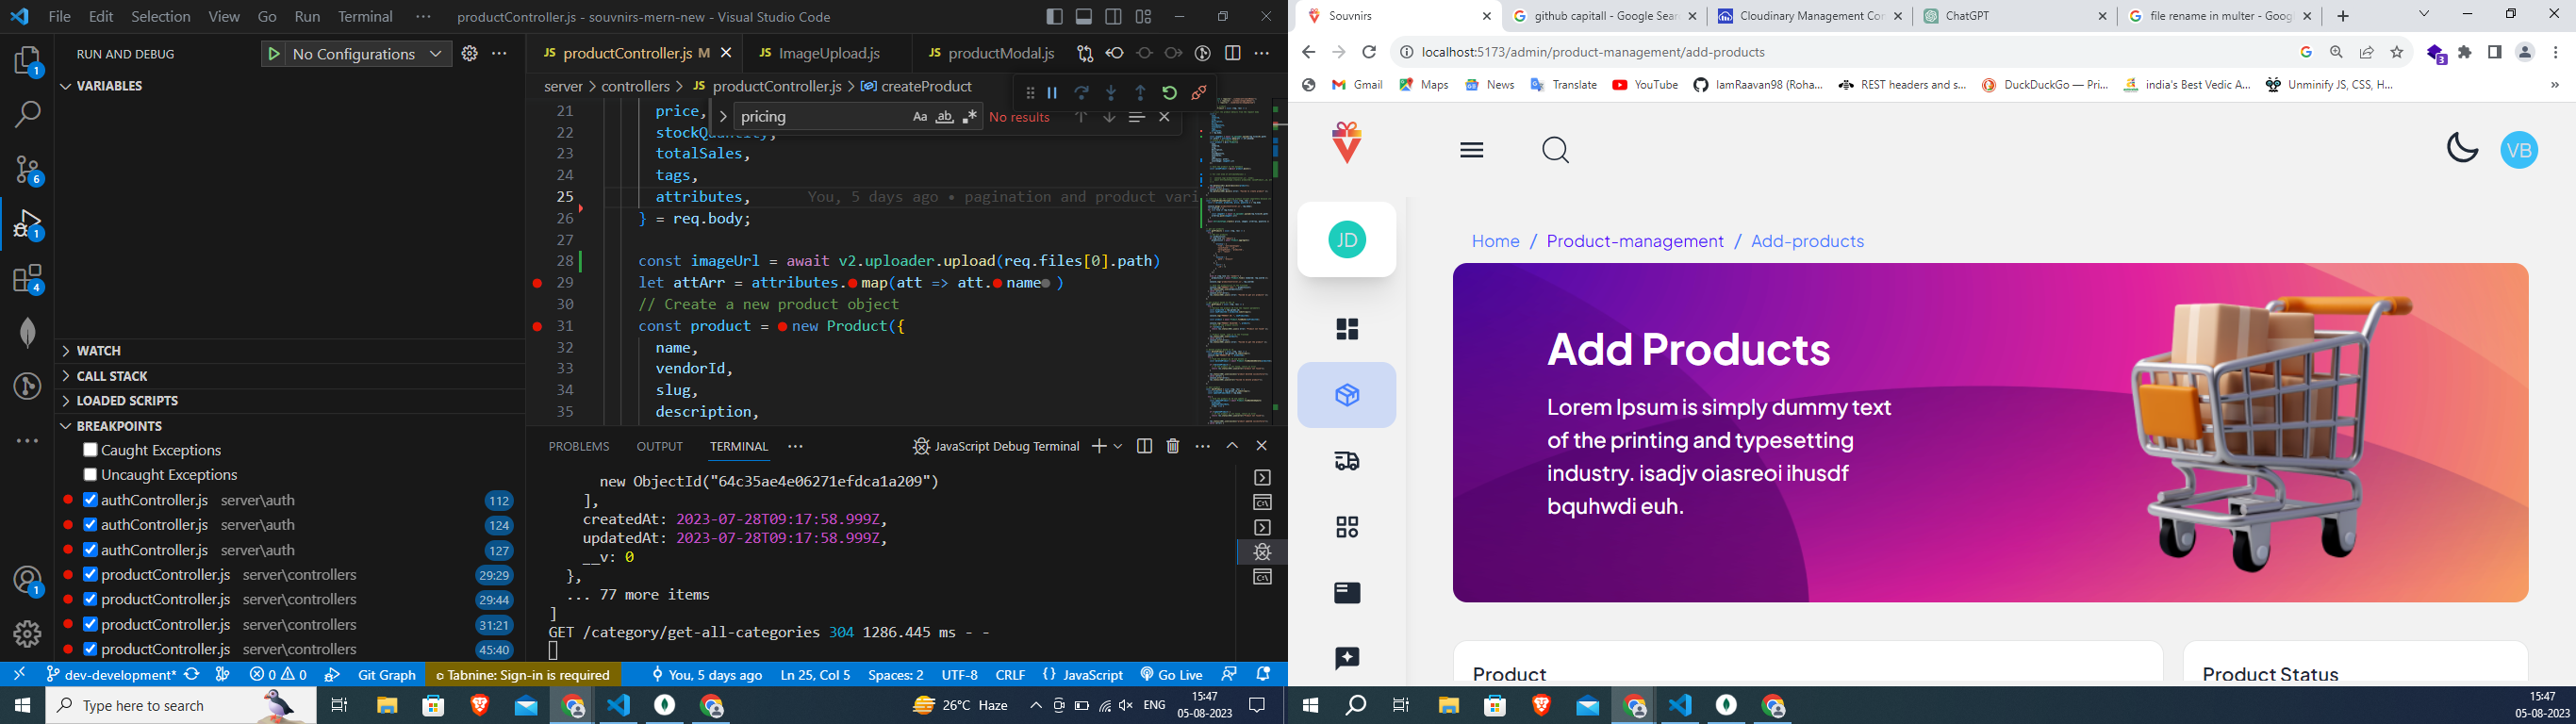 File Edit Selection View Go Run Terminal ··· productController.js - souvnirs-mern-new - Visual Studio Code
RUN AND DEBUG No Configurations ···
VARIABLES
WATCH
CALL STACK
LOADED SCRIPTS
BREAKPOINTS
Caught Exceptions
Uncaught Exceptions
authController.js server\auth 112
authController.js server\auth 124
authController.js server\auth 127
productController.js server\controllers 29:29
productController.js server\controllers 29:44
productController.js server\controllers 31:21
productController.js server\controllers 45:40
1
6
1
4
1
JS productController.js M JS ImageUpload.js JS productModal.js
server > controllers > JS productController.js > createProduct
pricing Aa ab .* No results
21 price,
22 stockQuantity,
23 totalSales,
24 tags,
25 attributes, You, 5 days ago • pagination and product vari
26 } = req.body;
27
28 const imageUrl = await v2.uploader.upload(req.files[0].path)
29 let attArr = attributes.map(att => att.name )
30 // Create a new product object
31 const product = new Product({
32 name,
33 vendorId,
34 slug,
35 description,
PROBLEMS OUTPUT TERMINAL ··· JavaScript Debug Terminal
new ObjectId("64c35ae4e06271efdca1a209")
],
createdAt: 2023-07-28T09:17:58.999Z,
updatedAt: 2023-07-28T09:17:58.999Z,
__v: 0
},
... 77 more items
]
GET /category/get-all-categories 304 1286.445 ms - -
dev-development* 0 0 Git Graph Tabnine: Sign-in is required You, 5 days ago Ln 25, Col 5 Spaces: 2 UTF-8 CRLF {} JavaScript Go Live
Type here to search 26°C Haze ENG 15:47
05-08-2023
Souvnirs github capitall - Google Sear Cloudinary Management Con ChatGPT file rename in multer - Goog
localhost:5173/admin/product-management/add-products 3
Gmail Maps News Translate YouTube IamRaavan98 (Roha... REST headers and s... DuckDuckGo — Pri... india's Best Vedic A... Unminify JS, CSS, H... »
VB
JD
Home / Product-management / Add-products
Add Products
Lorem Ipsum is simply dummy text
of the printing and typesetting
industry. isadjv oiasreoi ihusdf
bquhwdi euh.
Product
Product Status
15:47
05-08-2023